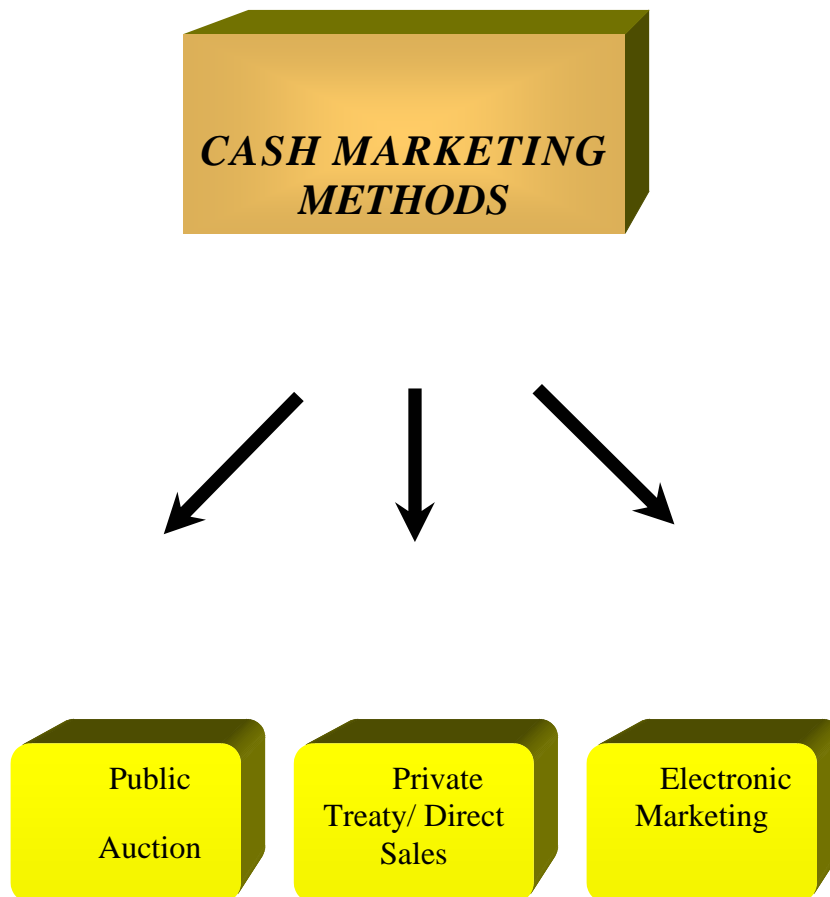 CASH MARKETING
METHODS
Public
Auction
Private
Treaty/ Direct
Sales
Electronic
Marketing